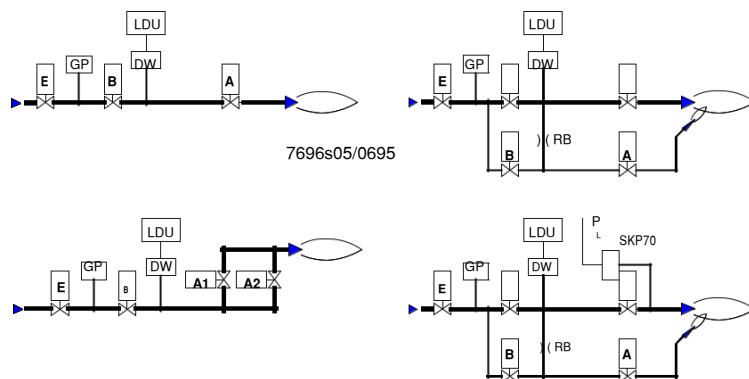 LDU
GP
DW
E
B
A
LDU
GP
DW
E
B
) ( RB
A
7696s05/0695
LDU
GP
DW
E
B
A1
A2
LDU
P
L
SKP70
GP
DW
E
B
) ( RB
A